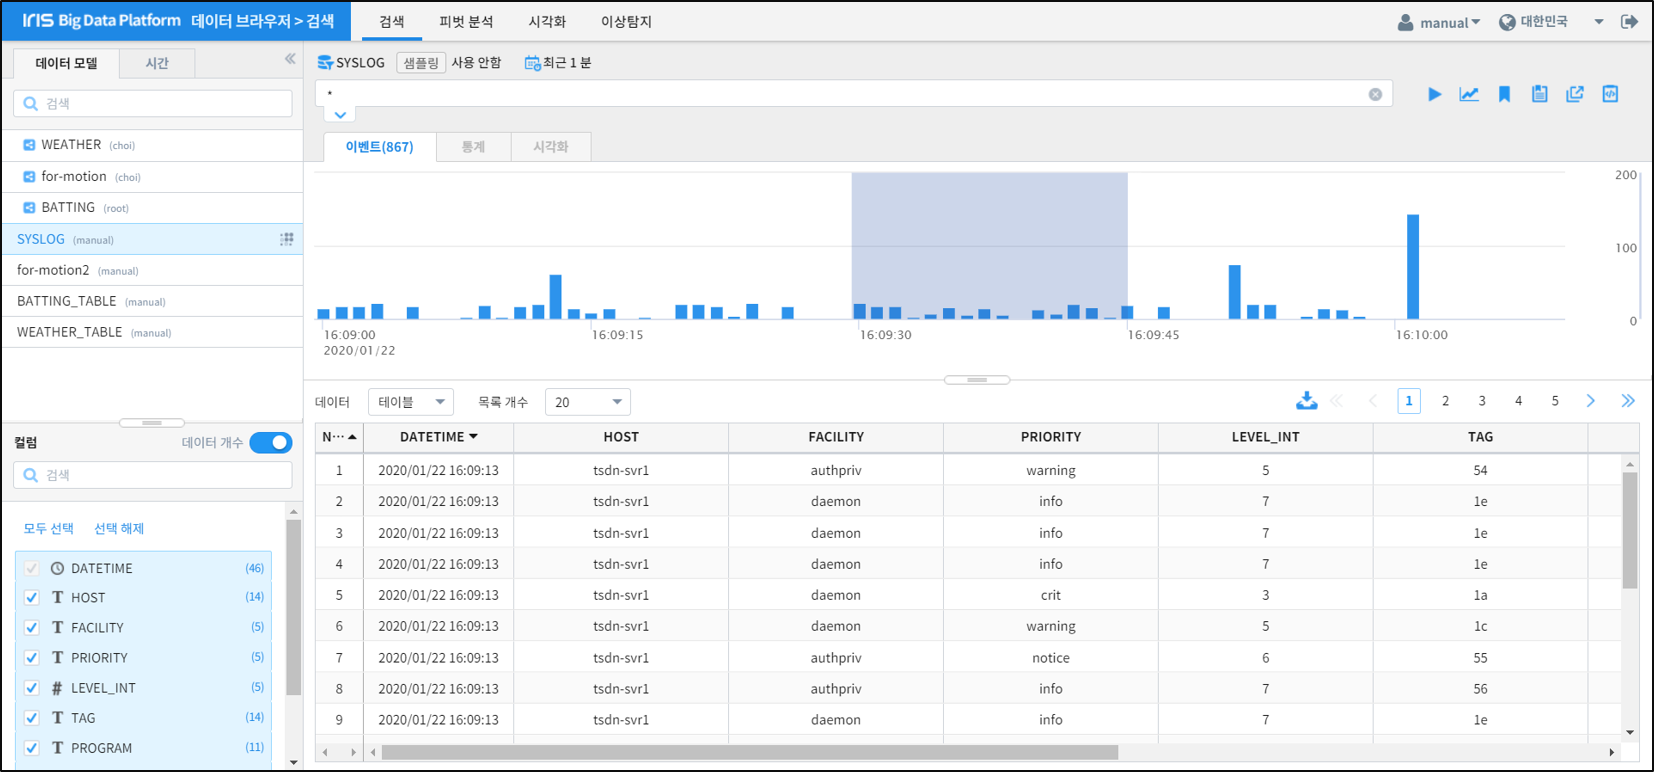 IRIS Big Data Platform 데이터 브라우저 > 검색
검색 피벗 분석 시각화 이상탐지
manual 대한민국
데이터 모델 시간
검색
WEATHER (choi)
for-motion (choi)
BATTING (root)
SYSLOG (manual)
for-motion2 (manual)
BATTING_TABLE (manual)
WEATHER_TABLE (manual)
컬럼 데이터 개수
검색
모두 선택 선택 해제
DATETIME (46)
HOST (14)
FACILITY (5)
PRIORITY (5)
LEVEL_INT (5)
TAG (14)
PROGRAM (11)
SYSLOG 샘플링 사용 안함 최근 1 분
*
이벤트(867) 통계 시각화
200
100
0
16:09:00 16:09:15 16:09:30 16:09:45 16:10:00
2020/01/22
데이터 테이블 목록 개수 20 1 2 3 4 5
N··· DATETIME HOST FACILITY PRIORITY LEVEL_INT TAG
1 2020/01/22 16:09:13 tsdn-svr1 authpriv warning 5 54
2 2020/01/22 16:09:13 tsdn-svr1 daemon info 7 1e
3 2020/01/22 16:09:13 tsdn-svr1 daemon info 7 1e
4 2020/01/22 16:09:13 tsdn-svr1 daemon info 7 1e
5 2020/01/22 16:09:13 tsdn-svr1 daemon crit 3 1a
6 2020/01/22 16:09:13 tsdn-svr1 daemon warning 5 1c
7 2020/01/22 16:09:13 tsdn-svr1 authpriv notice 6 55
8 2020/01/22 16:09:13 tsdn-svr1 authpriv info 7 56
9 2020/01/22 16:09:13 tsdn-svr1 daemon info 7 1e